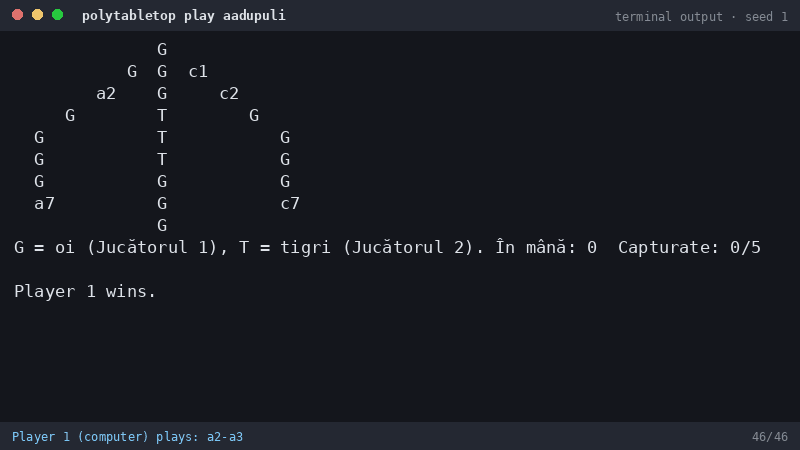 polytabletop play aadupuli
terminal output · seed 1
G
G G c1
a2 G c2
G T G
G T G
G T G
G G G
a7 G c7
G
G = oi (Jucătorul 1), T = tigri (Jucătorul 2). În mână: 0 Capturate: 0/5
Player 1 wins.
Player 1 (computer) plays: a2-a3
46/46